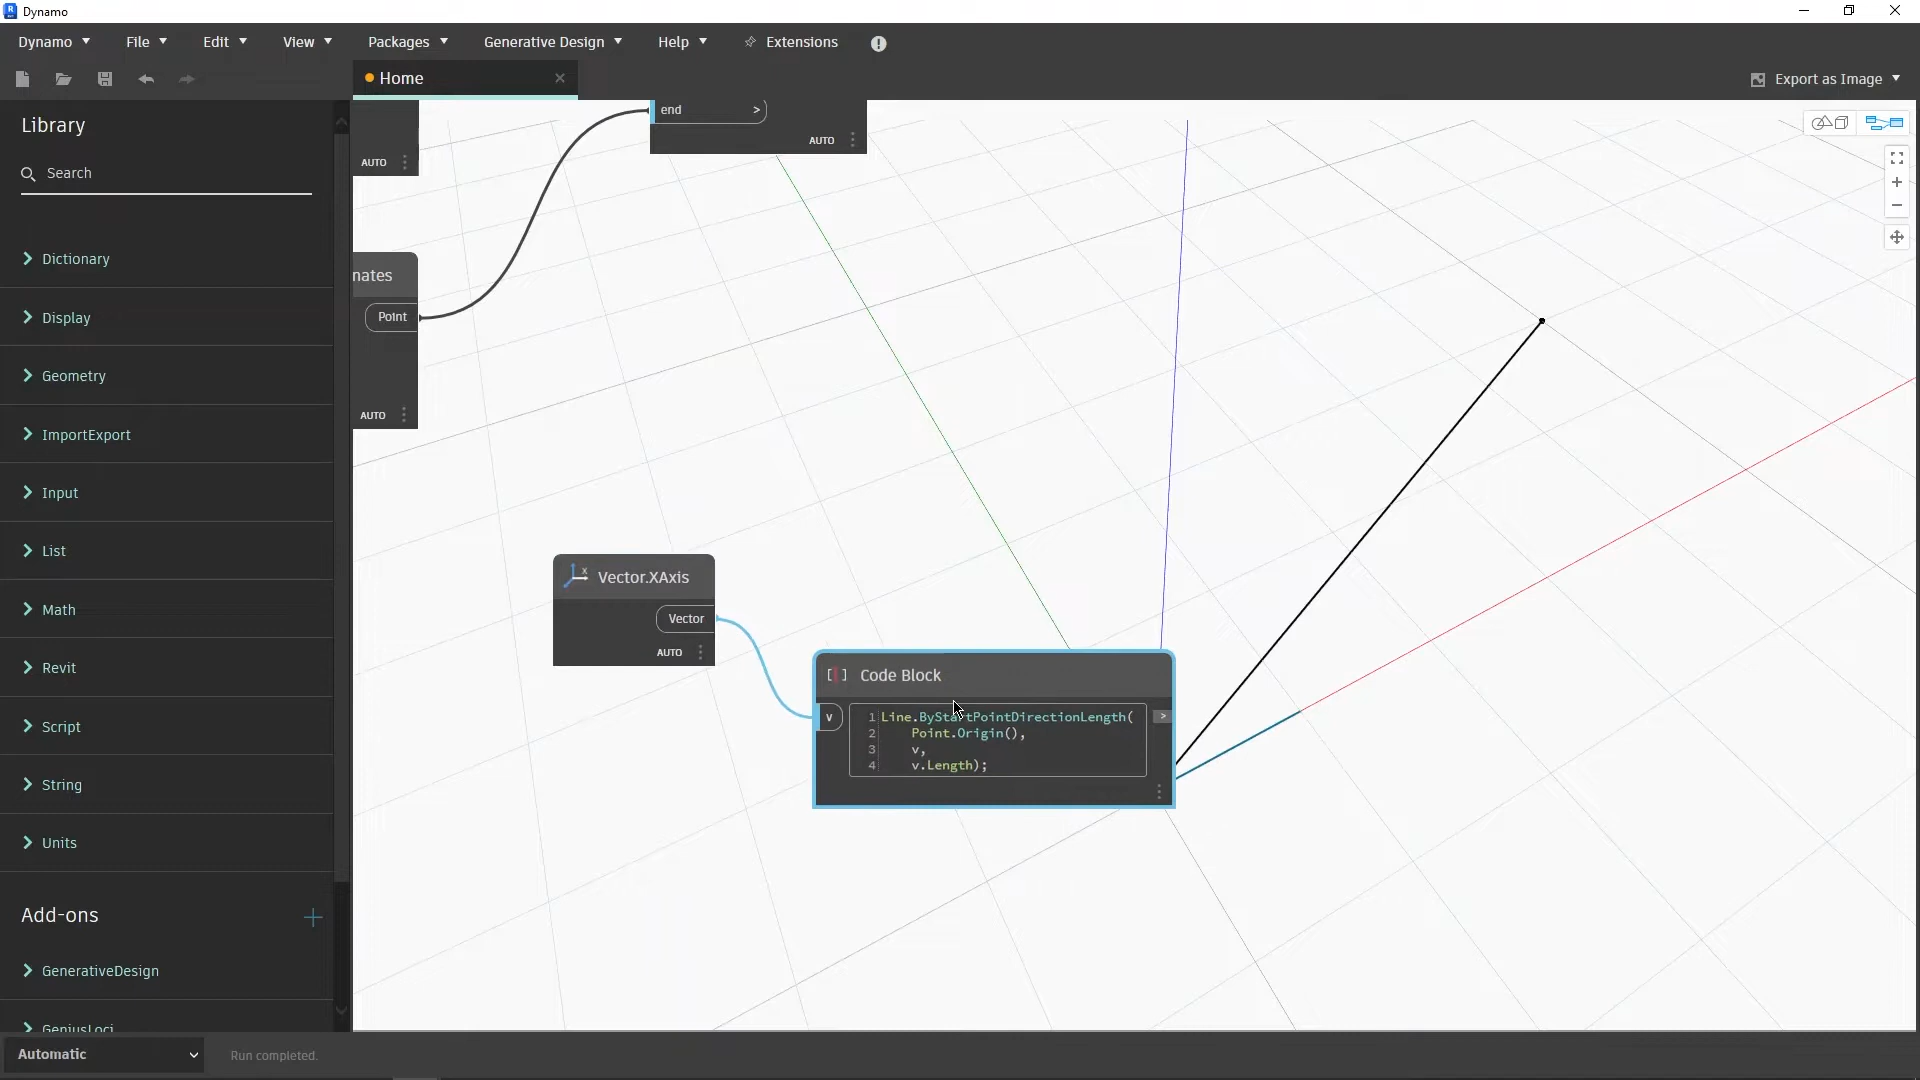 Dynamo
Dynamo
File
Edit
View
Packages
Generative Design
Help
Extensions
Home
Export as Image
Library
Search
Dictionary
Display
Geometry
ImportExport
Input
List
Math
Revit
Script
String
Units
Add-ons
GenerativeDesign
GeniusLoci
AUTO
end >
AUTO
nates
Point
AUTO
X
Vector.XAxis
Vector
AUTO
Code Block
v
>
1 Line.ByStartPointDirectionLength(
2 Point.Origin(),
3 v,
4 v.Length);
Automatic
Run completed.